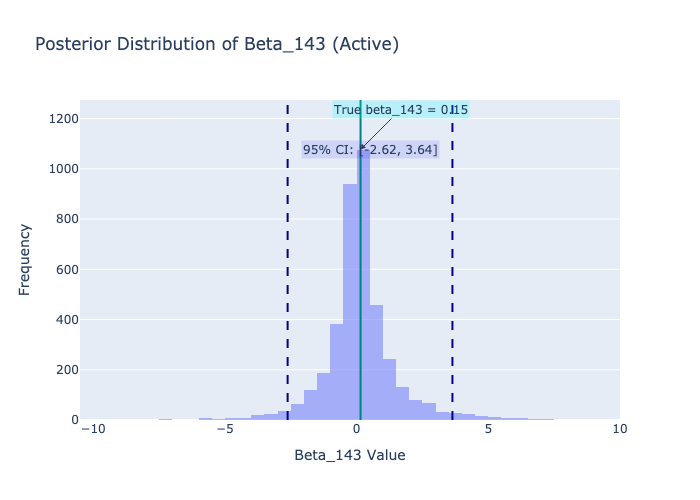 Posterior Distribution of Beta_143 (Active)
True beta_143 = 0.15
95% CI: [-2.62, 3.64]
1200
1000
800
600
400
200
0
Frequency
−10
−5
0
5
10
Beta_143 Value